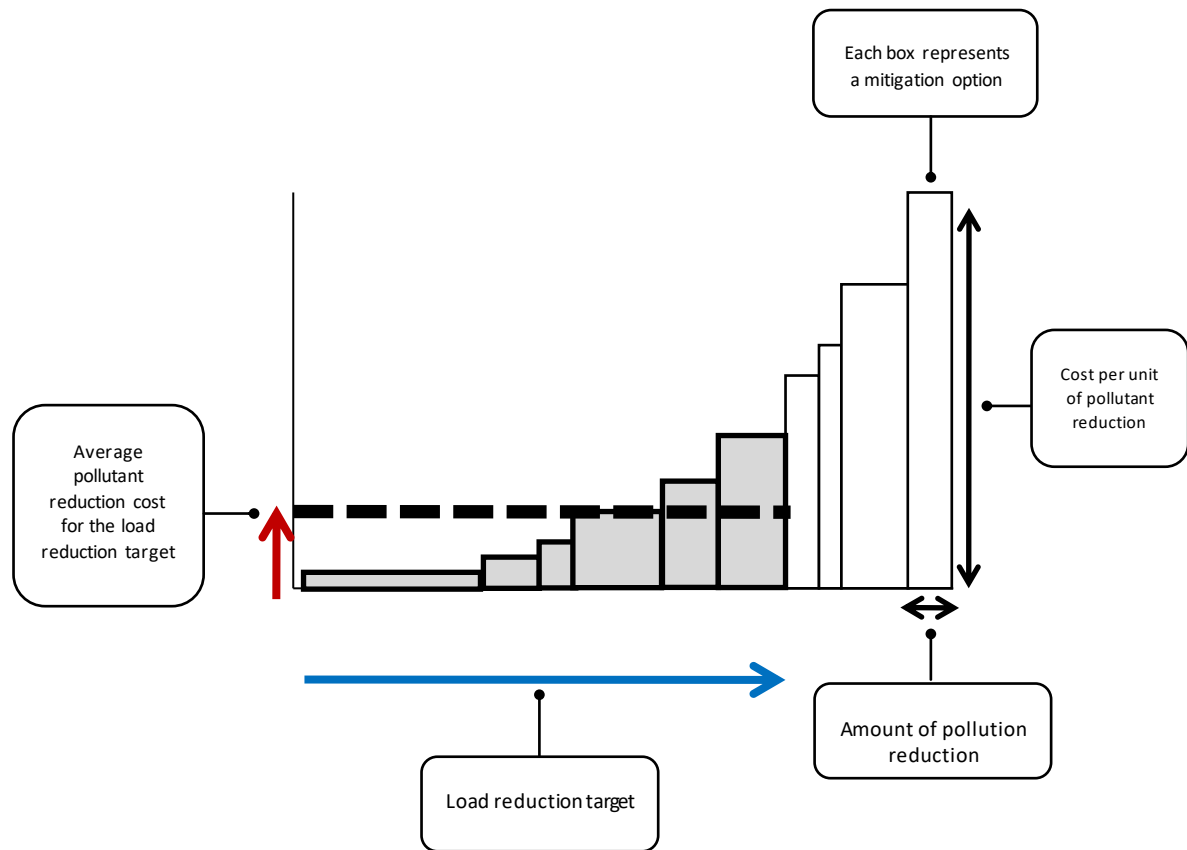 Each box represents
a mitigation option
Cost per unit
of pollutant
reduction
Average
pollutant
reduction cost
for the load
reduction target
Amount of pollution
reduction
Load reduction target